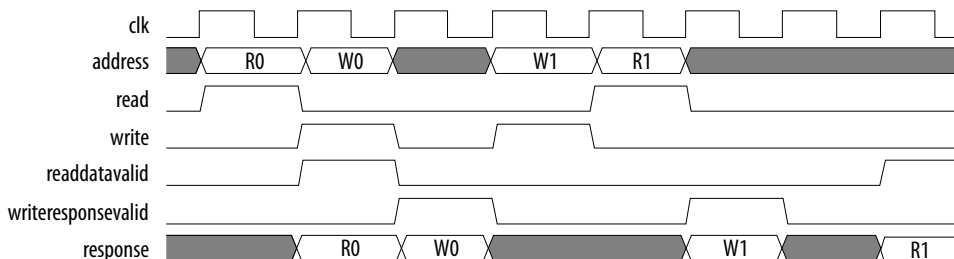 clk
address R0 W0 W1 R1
read
write
readdatavalid
writeresponsevalid
response R0 W0 W1 R1